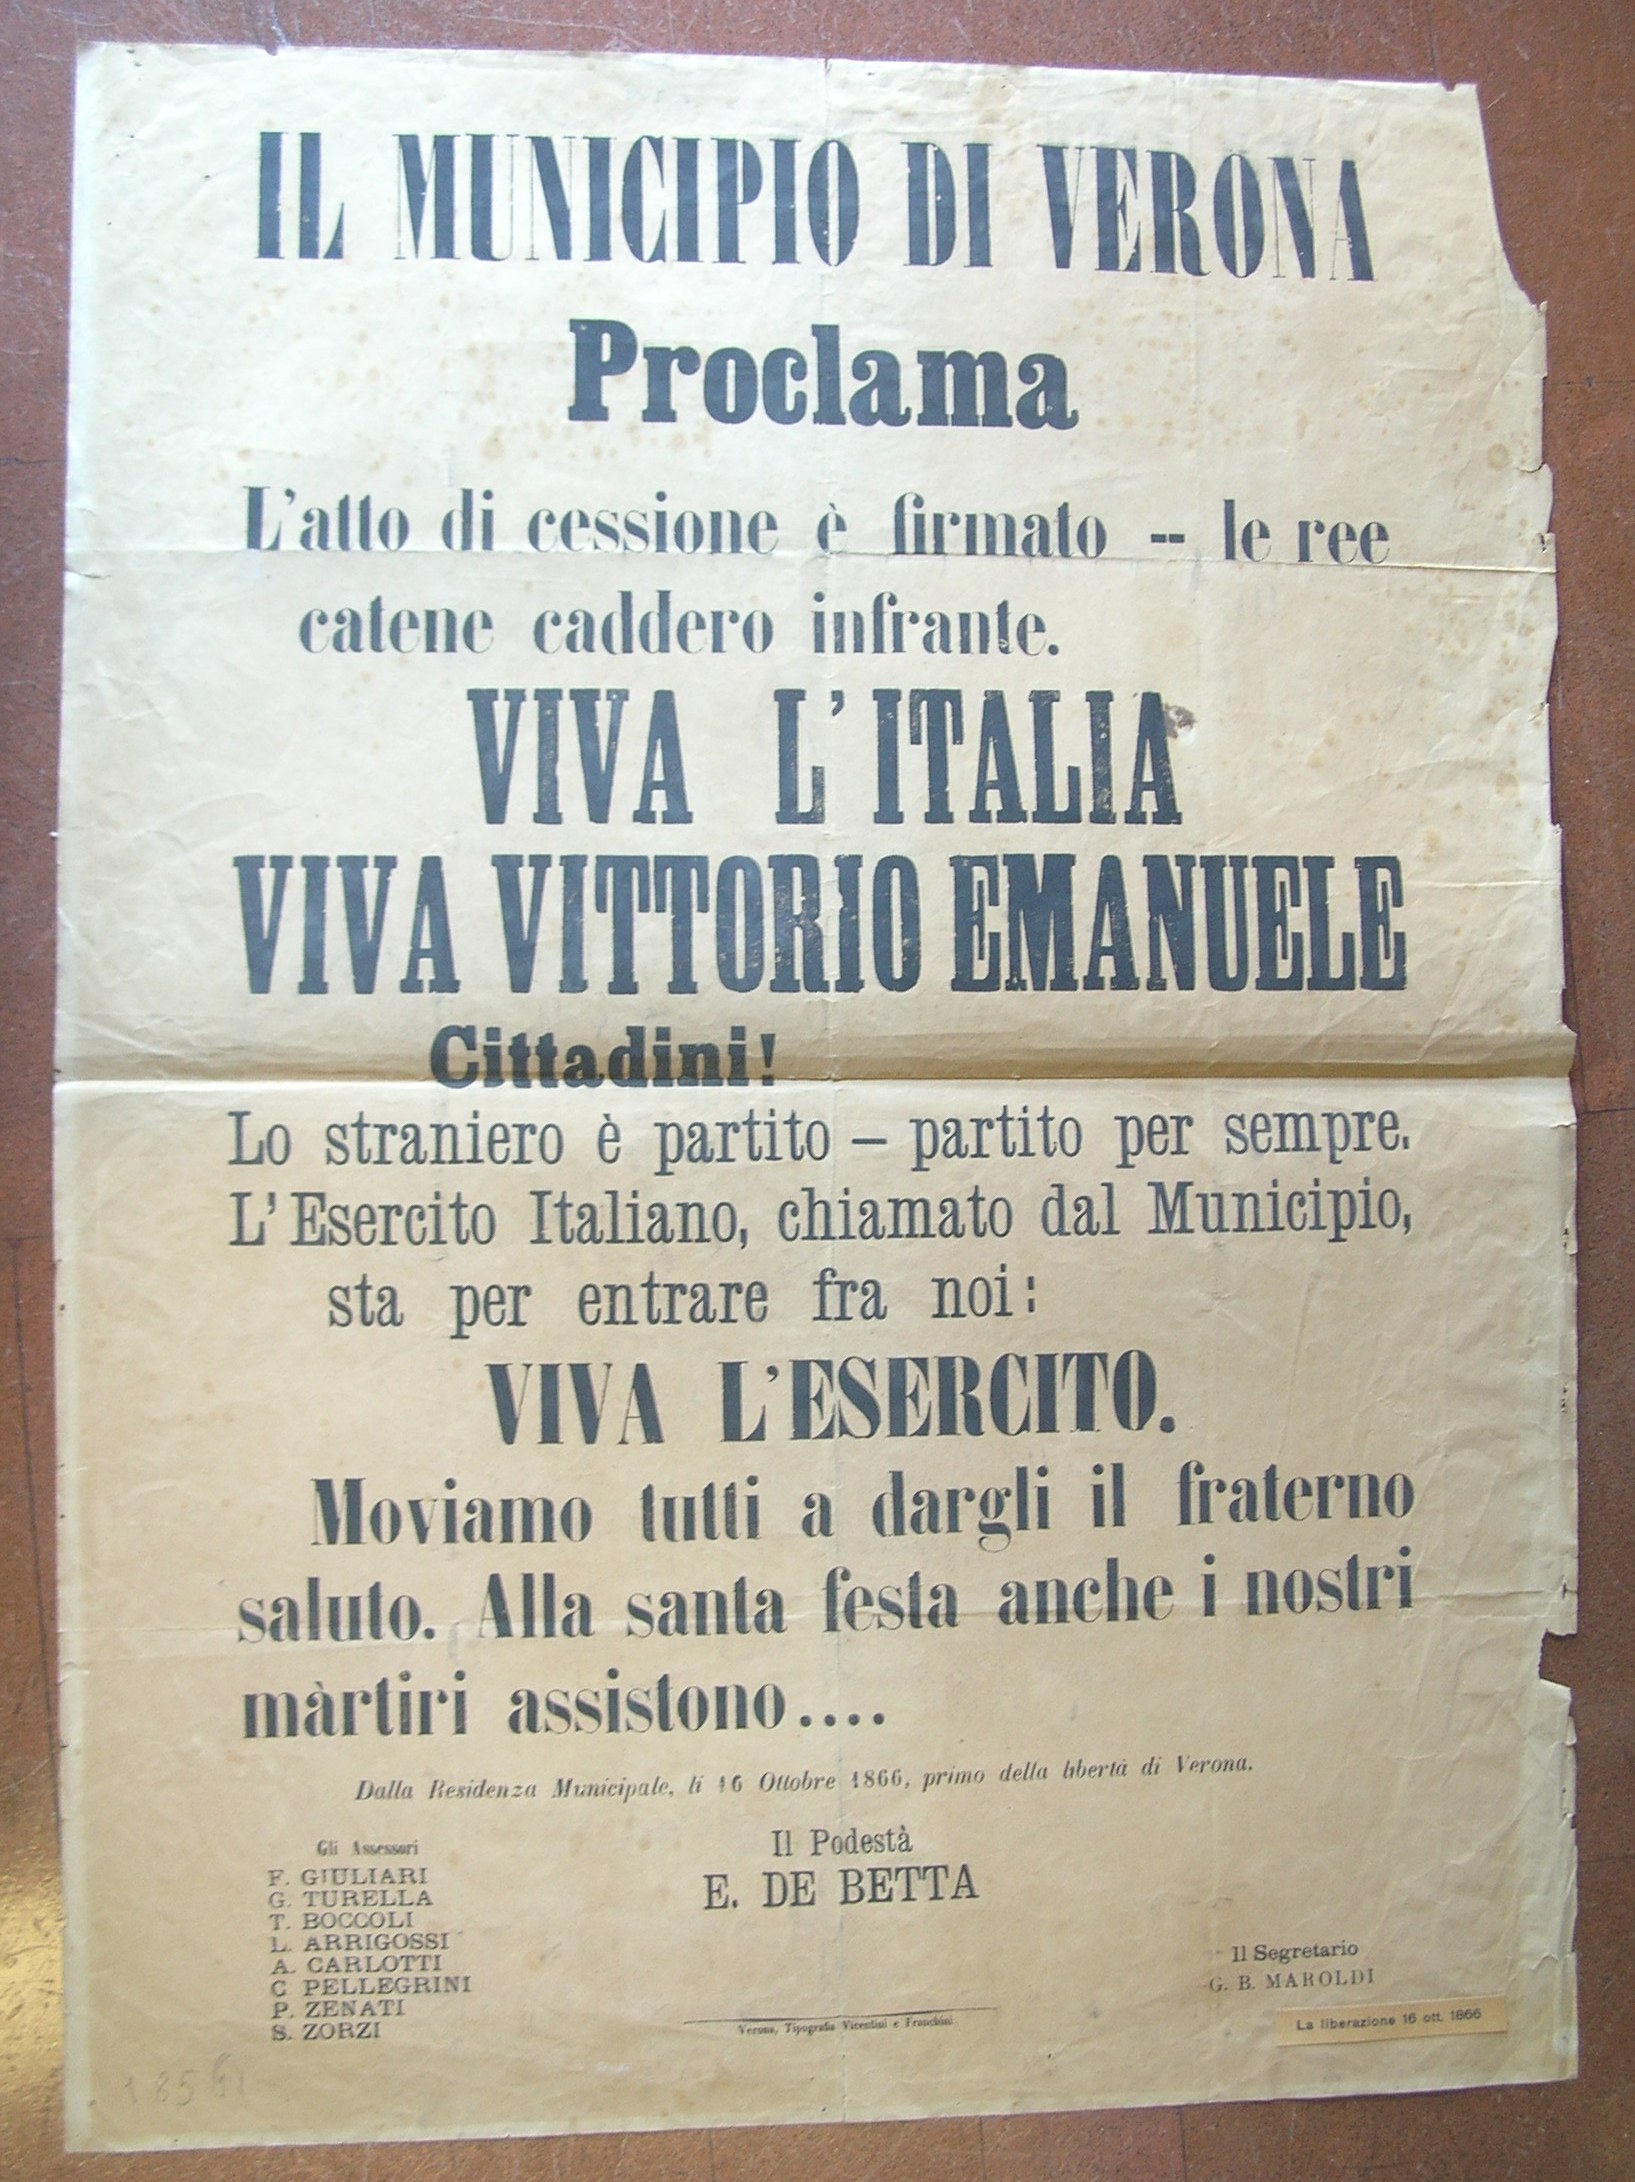 IL MUNICIPIO DI VERONA
Proclama
L'atto di cessione è firmato -- le ree
catene caddero infrante.
VIVA L'ITALIA
VIVA VITTORIO EMANUELE
Cittadini!
Lo straniero è partito – partito per sempre.
L'Esercito Italiano, chiamato dal Municipio,
sta per entrare fra noi:
VIVA L'ESERCITO.
Moviamo tutti a dargli il fraterno
saluto. Alla santa festa anche i nostri
màrtiri assistono....
Dalla Residenza Municipale, li 16 Ottobre 1866, primo della libertà di Verona.
Gli Assessori
F. GIULIARI
G. TURELLA
T. BOCCOLI
L. ARRIGOSSI
A. CARLOTTI
C PELLEGRINI
P. ZENATI
S. ZORZI
Il Podestà
E. DE BETTA
Il Segretario
G. B. MAROLDI
Verona, Tipografia Vicentini e Franchini
La liberazione 16 ott. 1866